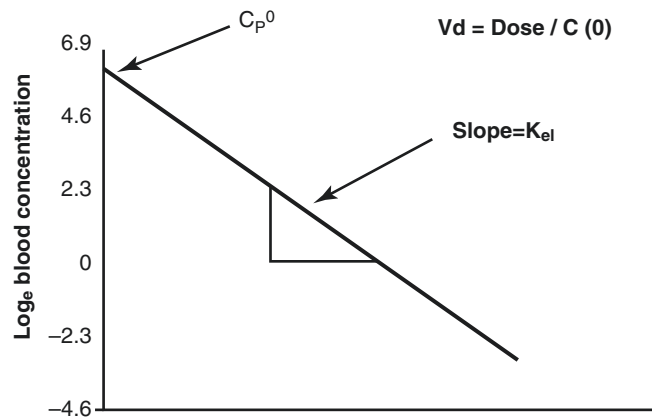 C_P^0
Vd = Dose / C (0)
6.9
4.6
Slope=K_el
2.3
0
−2.3
−4.6
Log_e blood concentration